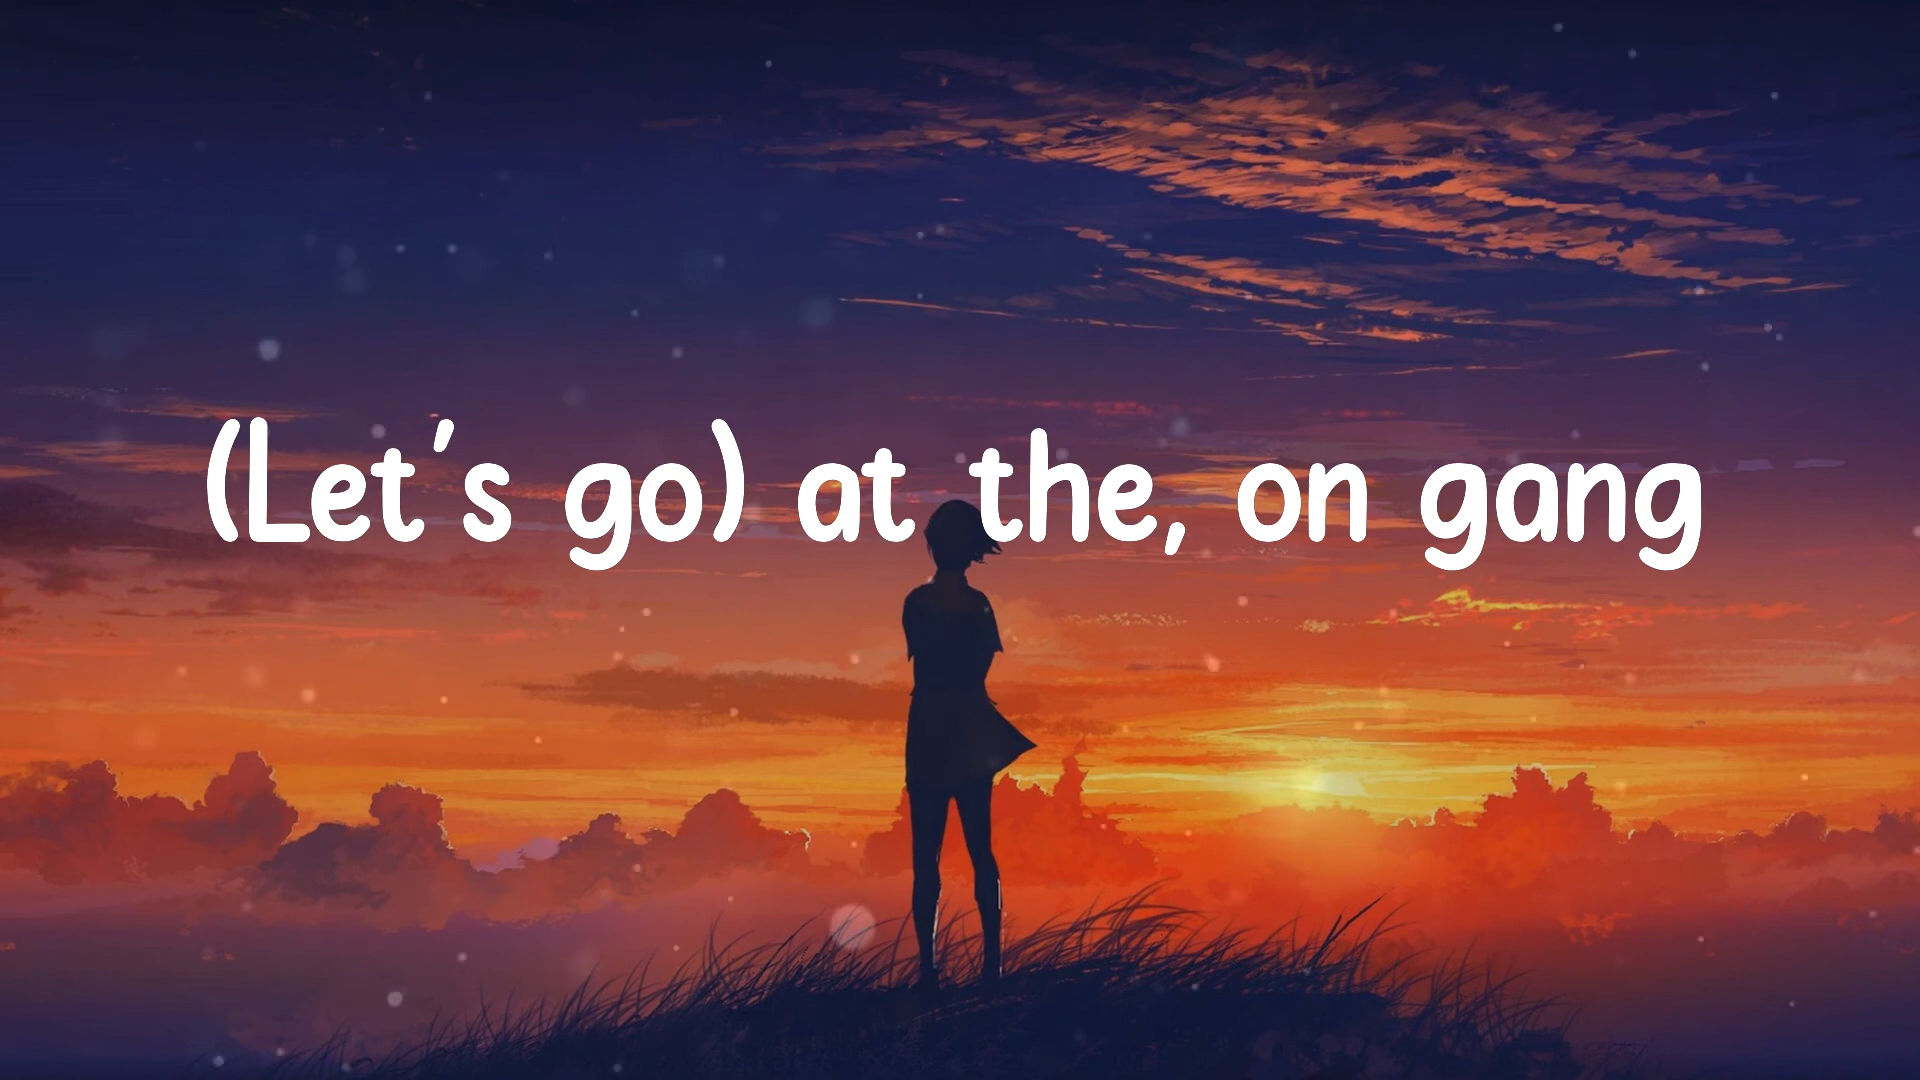 (Let's go) at the, on gang